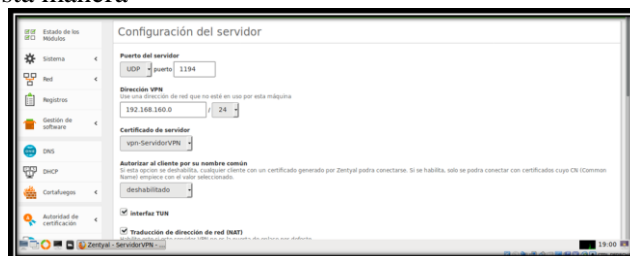 sta manera
Configuración del servidor
Estado de los
Módulos
Sistema
Red
Registros
Gestión de
software
DNS
DHCP
Cortafuegos
Autoridad de
certificación
Puerto del servidor
UDP puerto 1194
Dirección VPN
Use una dirección de red que no esté en uso por esta máquina
192.168.160.0 / 24
Certificado de servidor
vpn-ServidorVPN
Autorizar al cliente por su nombre común
Si esta opcion se deshabilita, cualquier cliente con un certificado generado por Zentyal podra conectarse. Si se habilita, solo se podra conectar con certificados cuyo CN (Common
Name) empiece con el valor seleccionado.
deshabilitado
interfaz TUN
Traducción de dirección de red (NAT)
Zentyal - ServidorVPN - ...
19:00